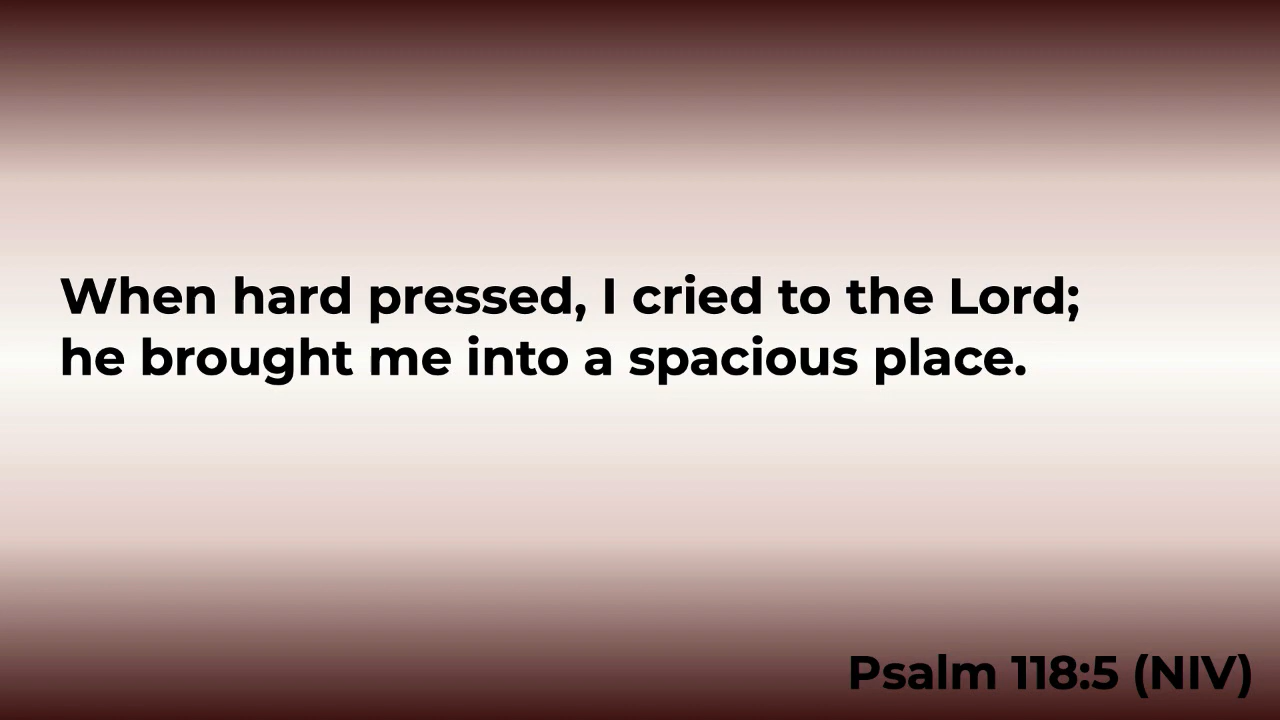 When hard pressed, I cried to the Lord;
he brought me into a spacious place.
Psalm 118:5 (NIV)